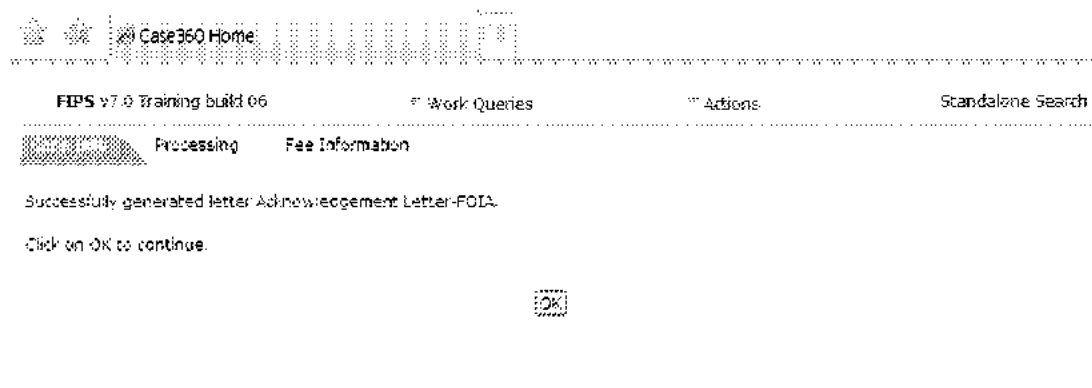 Case360 Home
FIPS v7.0 Training build 06 Work Queries Actions Standalone Search
Processing Fee Information
Successfully generated letter Acknowledgement Letter-FOIA.
Click on OK to continue.
OK